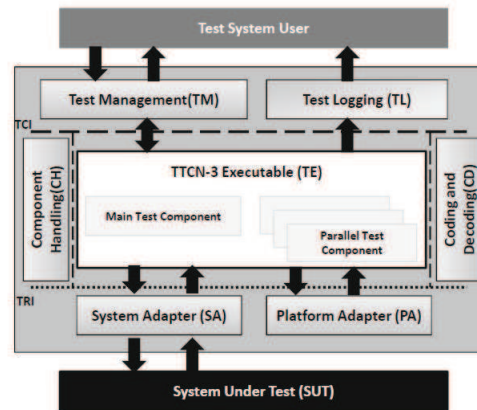 Test System User
Test Management(TM)
Test Logging (TL)
TCI
Component
Handling(CH)
TTCN-3 Executable (TE)
Main Test Component
Parallel Test
Component
Coding and
Decoding(CD)
TRI
System Adapter (SA)
Platform Adapter (PA)
System Under Test (SUT)